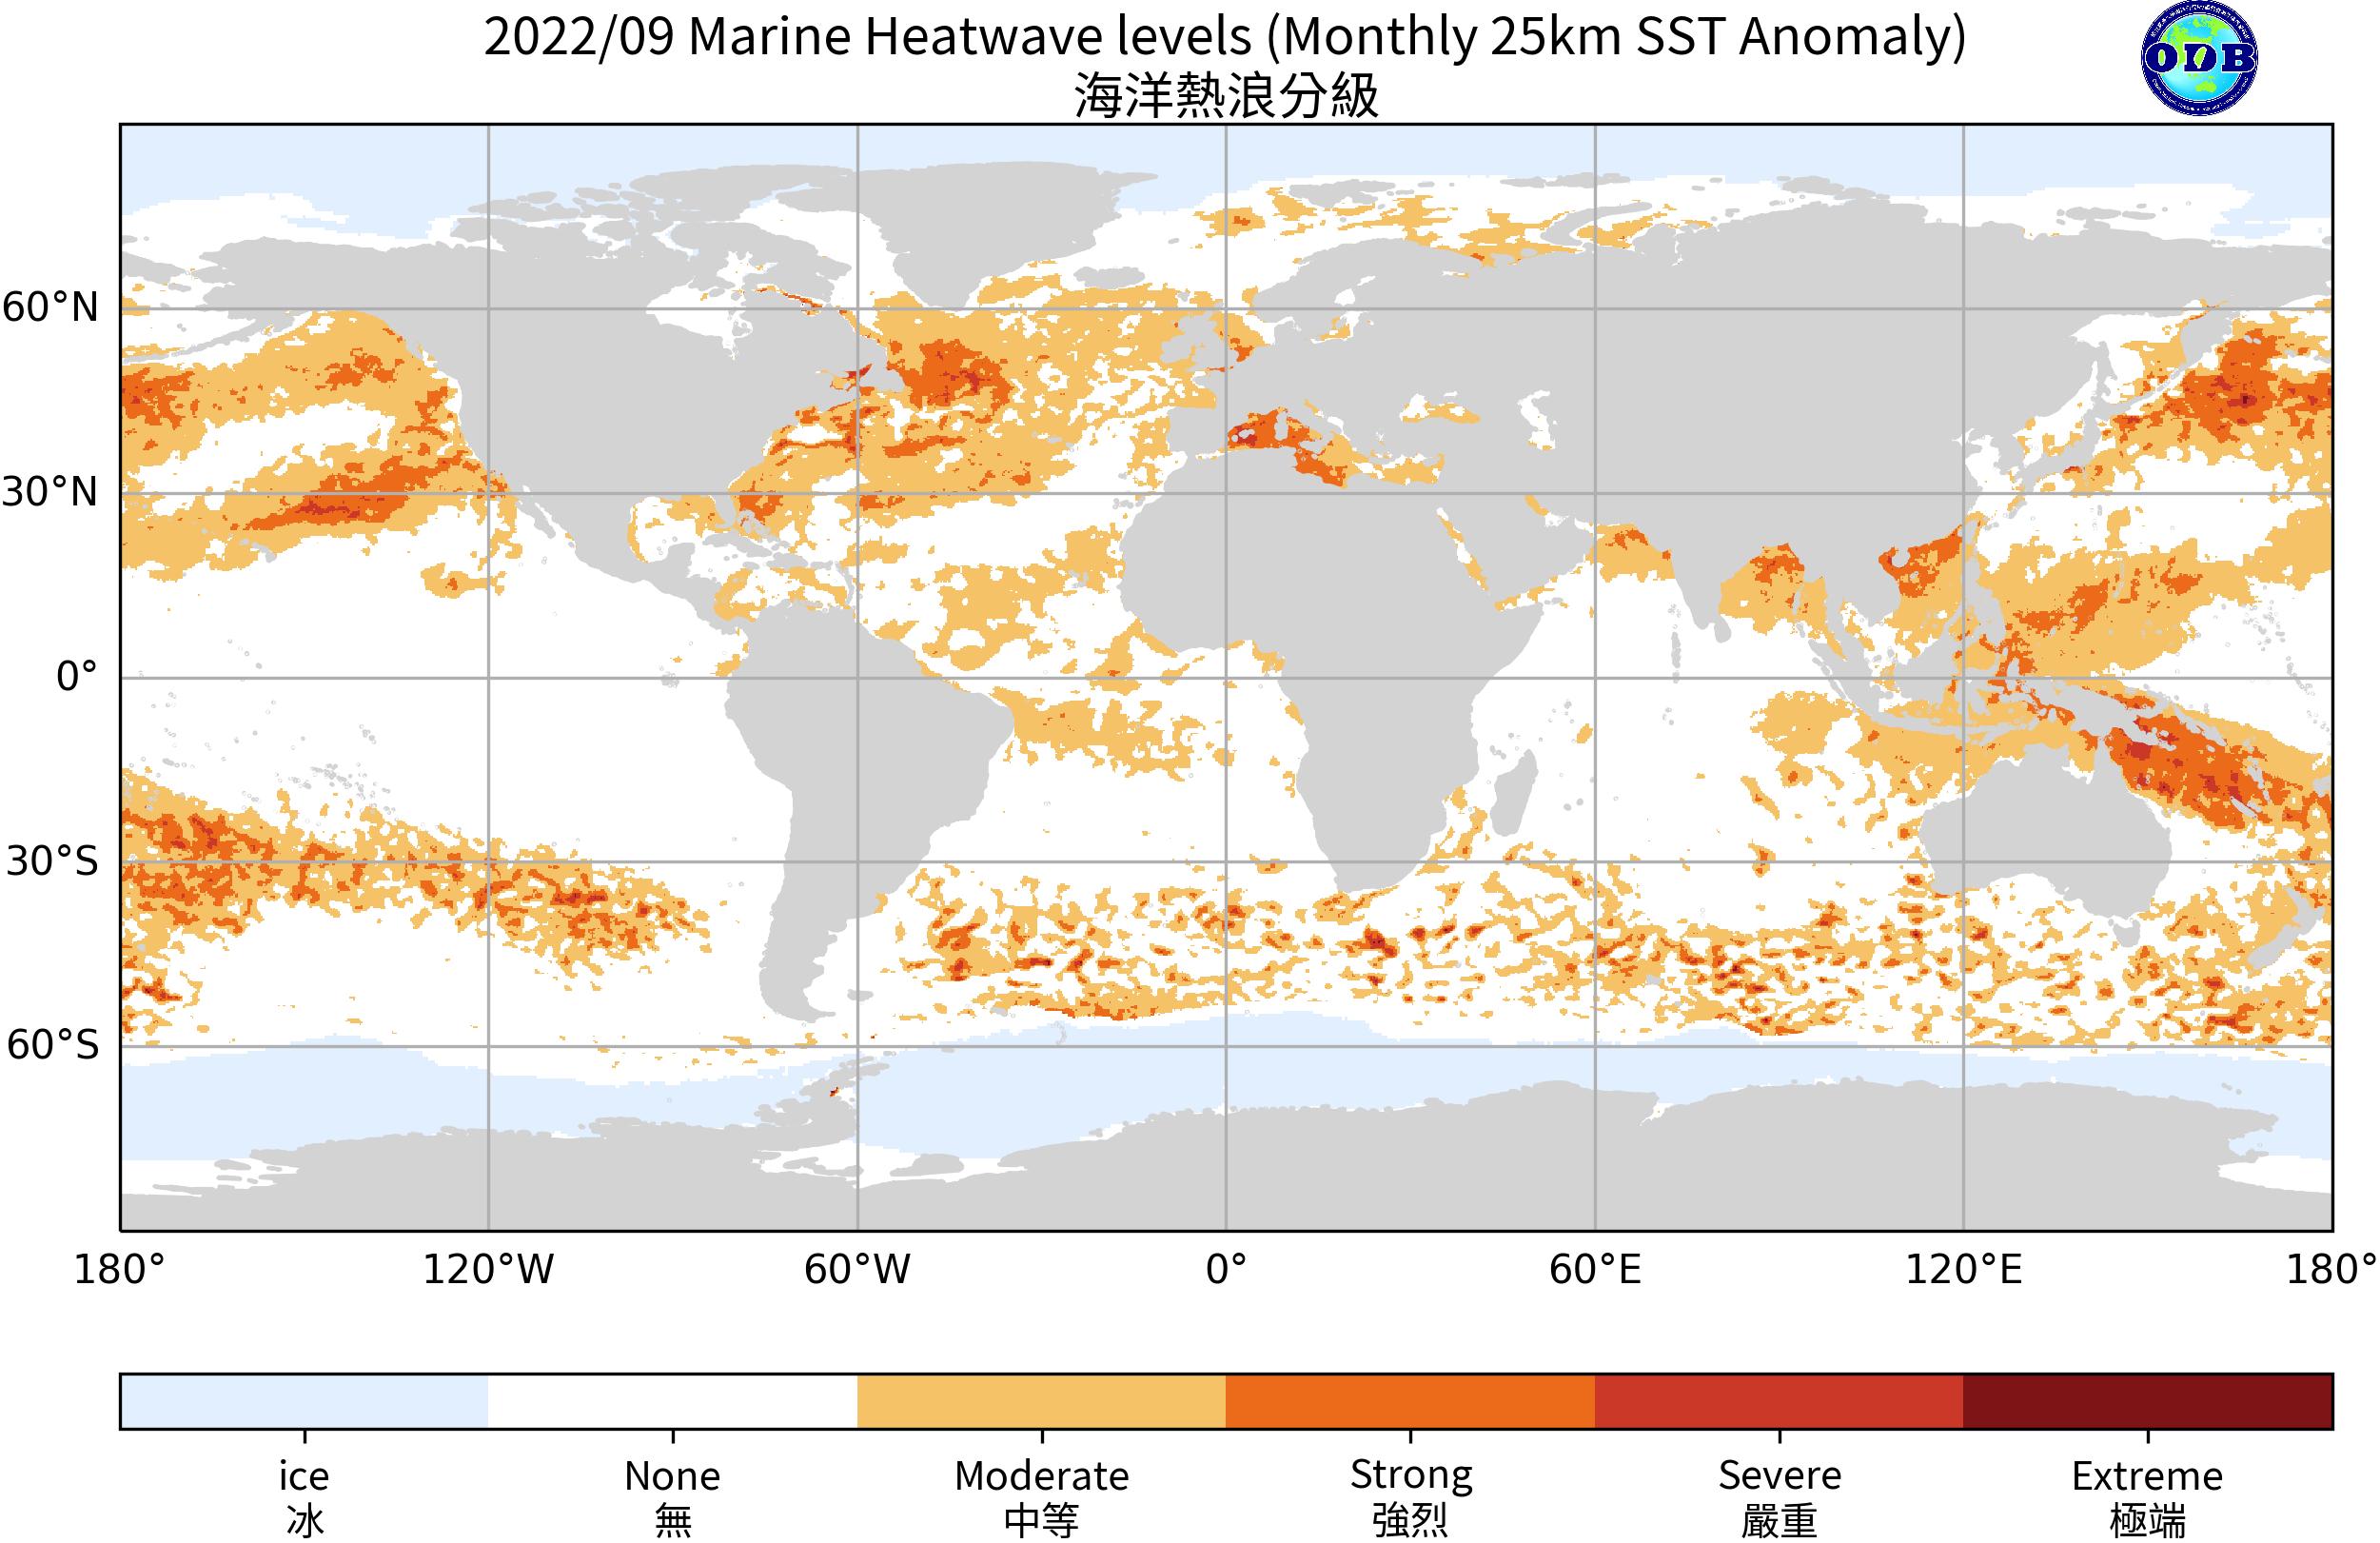 2022/09 Marine Heatwave levels (Monthly 25km SST Anomaly)
海洋熱浪分級
ODB
60°N
30°N
0°
30°S
60°S
180° 120°W 60°W 0° 60°E 120°E 180°
ice None Moderate Strong Severe Extreme
冰 無 中等 強烈 嚴重 極端